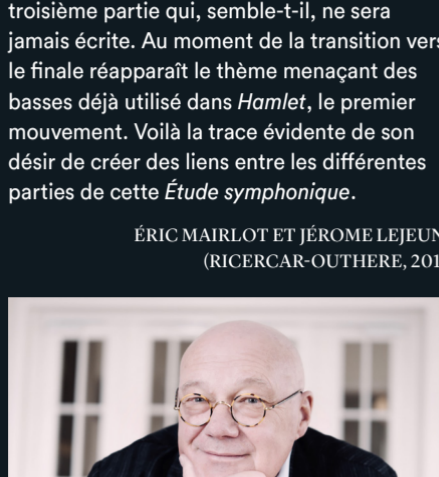 troisième partie qui, semble-t-il, ne sera
jamais écrite. Au moment de la transition vers
le finale réapparaît le thème menaçant des
basses déjà utilisé dans Hamlet, le premier
mouvement. Voilà la trace évidente de son
désir de créer des liens entre les différentes
parties de cette Étude symphonique.
ÉRIC MAIRLOT ET JÉROME LEJEUN
(RICERCAR-OUTHERE, 201